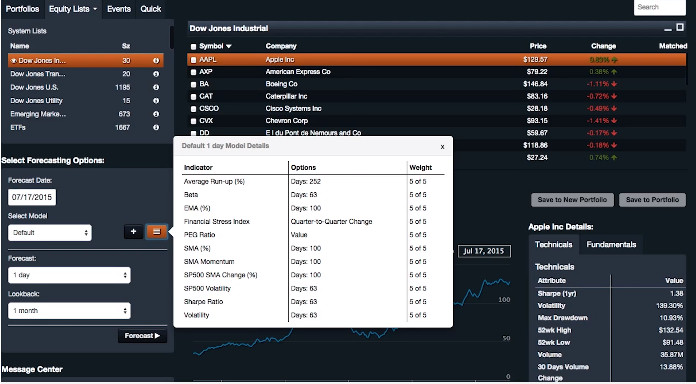 Portfolios Equity Lists Events Quick
Search
System Lists
Name Sz
Dow Jones In... 30
Dow Jones Tran... 20
Dow Jones U.S. 1195
Dow Jones Utility 15
Emerging Marke... 673
ETFs 1667
Dow Jones Industrial
Symbol Company Price Change Matched
AAPL Apple Inc $129.57 0.83%
AXP American Express Co $79.22 0.38%
BA Boeing Co $146.84 -1.11%
CAT Caterpillar Inc $83.16 -0.72%
CSCO Cisco Systems Inc $28.18 -0.49%
CVX Chevron Corp $93.15 -1.41%
DD E I du Pont de Nemours and Co $59.67 -0.17%
$118.86 -0.18%
$27.24 0.74%
Select Forecasting Options:
Forecast Date:
07/17/2015
Select Model
Default
+
Forecast:
1 day
Lookback:
1 month
Forecast
Message Center
Default 1 day Model Details x
Indicator Options Weight
Average Run-up (%) Days: 252 5 of 5
Beta Days: 63 5 of 5
EMA (%) Days: 100 5 of 5
Financial Stress Index Quarter-to-Quarter Change 5 of 5
PEG Ratio Value 5 of 5
SMA (%) Days: 100 5 of 5
SMA Momentum Days: 100 5 of 5
SP500 SMA Change (%) Days: 100 5 of 5
SP500 Volatility Days: 63 5 of 5
Sharpe Ratio Days: 63 5 of 5
Volatility Days: 63 5 of 5
Save to New Portfolio Save to Portfolio
Jul 17, 2015
100
50
0
Apple Inc Details:
Technicals Fundamentals
Technicals
Attribute Value
Sharpe (1yr) 1.38
Volatility 139.30%
Max Drawdown 10.93%
52wk High $132.54
52wk Low $91.48
Volume 35.87M
30 Days Volume 13.86%
Change